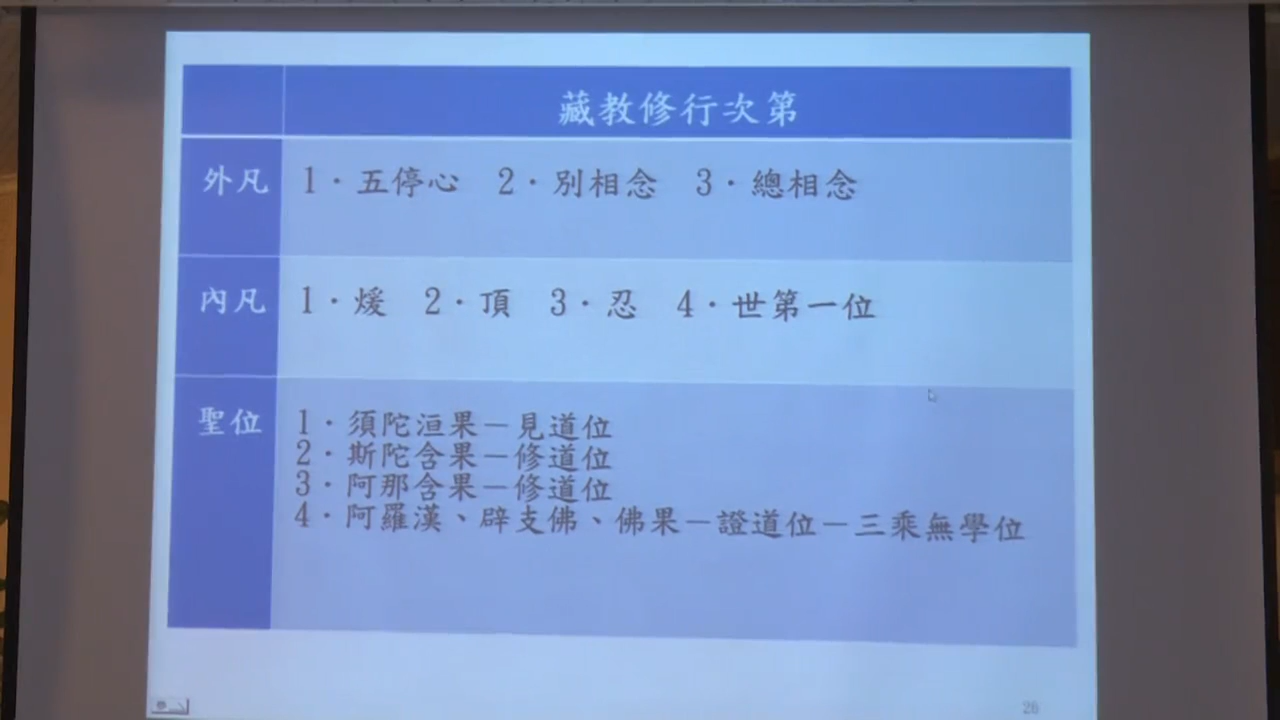 藏教修行次第
外凡 1．五停心 2．別相念 3．總相念
內凡 1．煖 2．頂 3．忍 4．世第一位
聖位 1．須陀洹果－見道位
2．斯陀含果－修道位
3．阿那含果－修道位
4．阿羅漢、辟支佛、佛果－證道位－三乘無學位
26